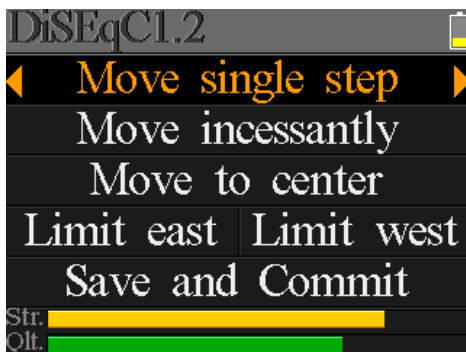 DiSEqC1.2
Move single step
Move incessantly
Move to center
Limit east Limit west
Save and Commit
Str.
Qlt.